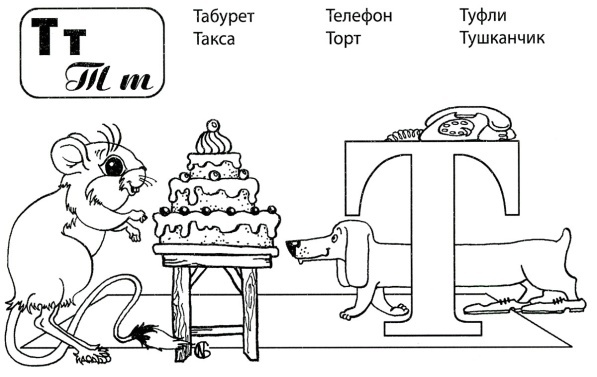 Тт
Тт
Табурет Телефон Туфли
Такса Торт Тушканчик
Т